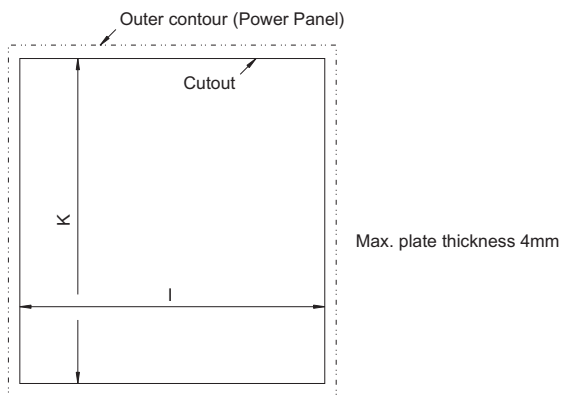 Outer contour (Power Panel)
Cutout
K
Max. plate thickness 4mm
I